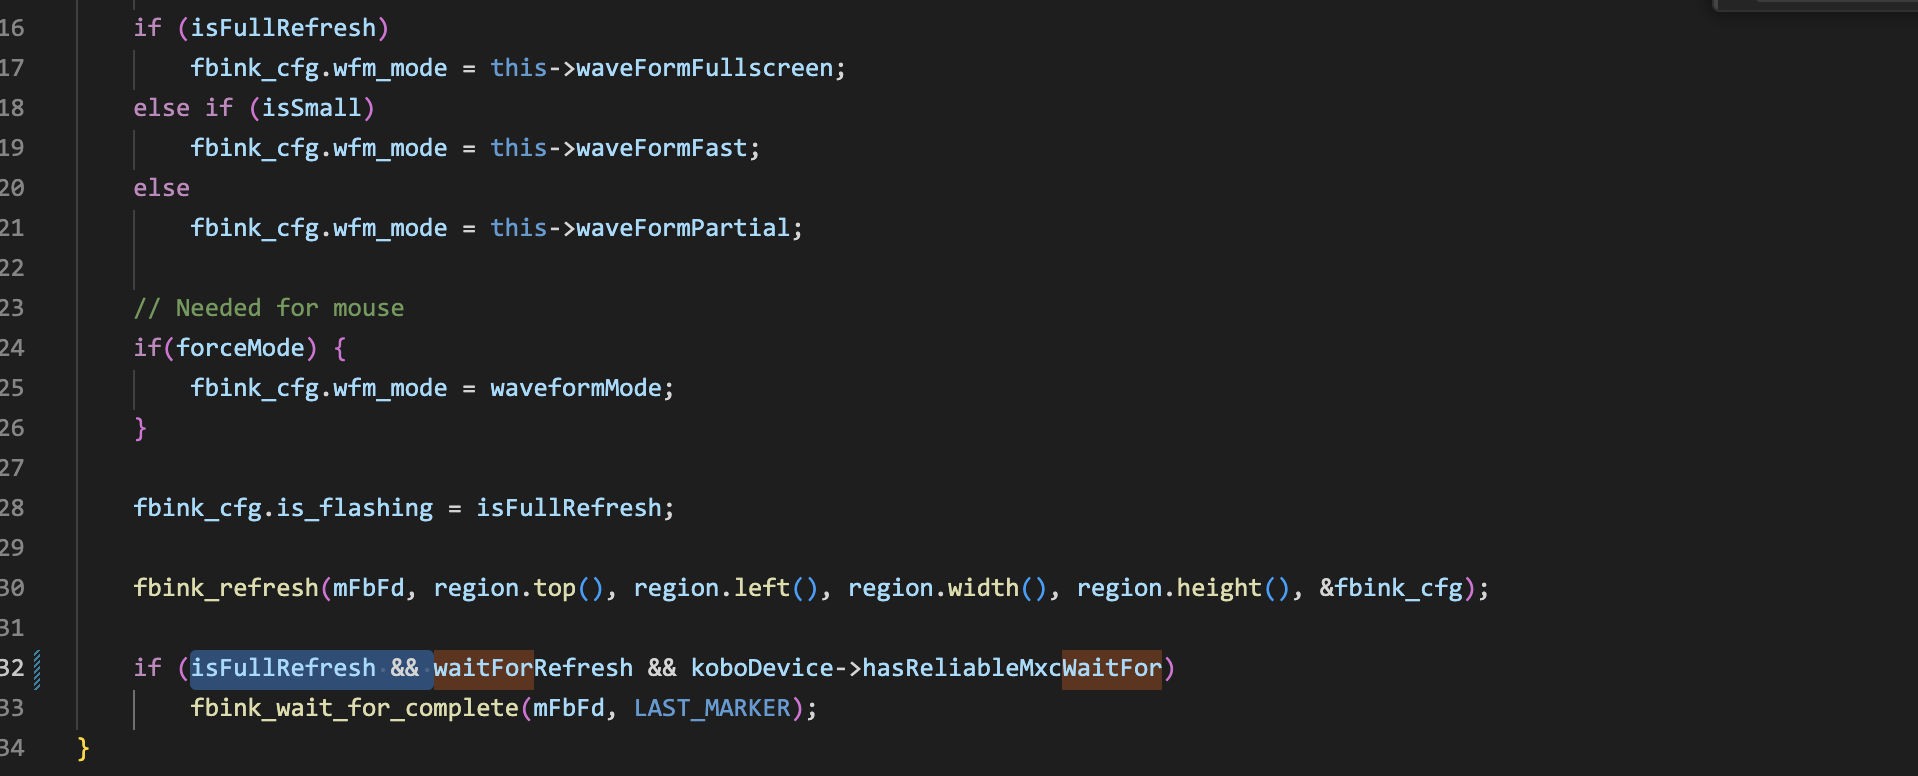 16 if (isFullRefresh)
17 fbink_cfg.wfm_mode = this->waveFormFullscreen;
18 else if (isSmall)
19 fbink_cfg.wfm_mode = this->waveFormFast;
20 else
21 fbink_cfg.wfm_mode = this->waveFormPartial;
22
23 // Needed for mouse
24 if(forceMode) {
25 fbink_cfg.wfm_mode = waveformMode;
26 }
27
28 fbink_cfg.is_flashing = isFullRefresh;
29
30 fbink_refresh(mFbFd, region.top(), region.left(), region.width(), region.height(), &fbink_cfg);
31
32 if (isFullRefresh && waitForRefresh && koboDevice->hasReliableMxcWaitFor)
33 fbink_wait_for_complete(mFbFd, LAST_MARKER);
34 }